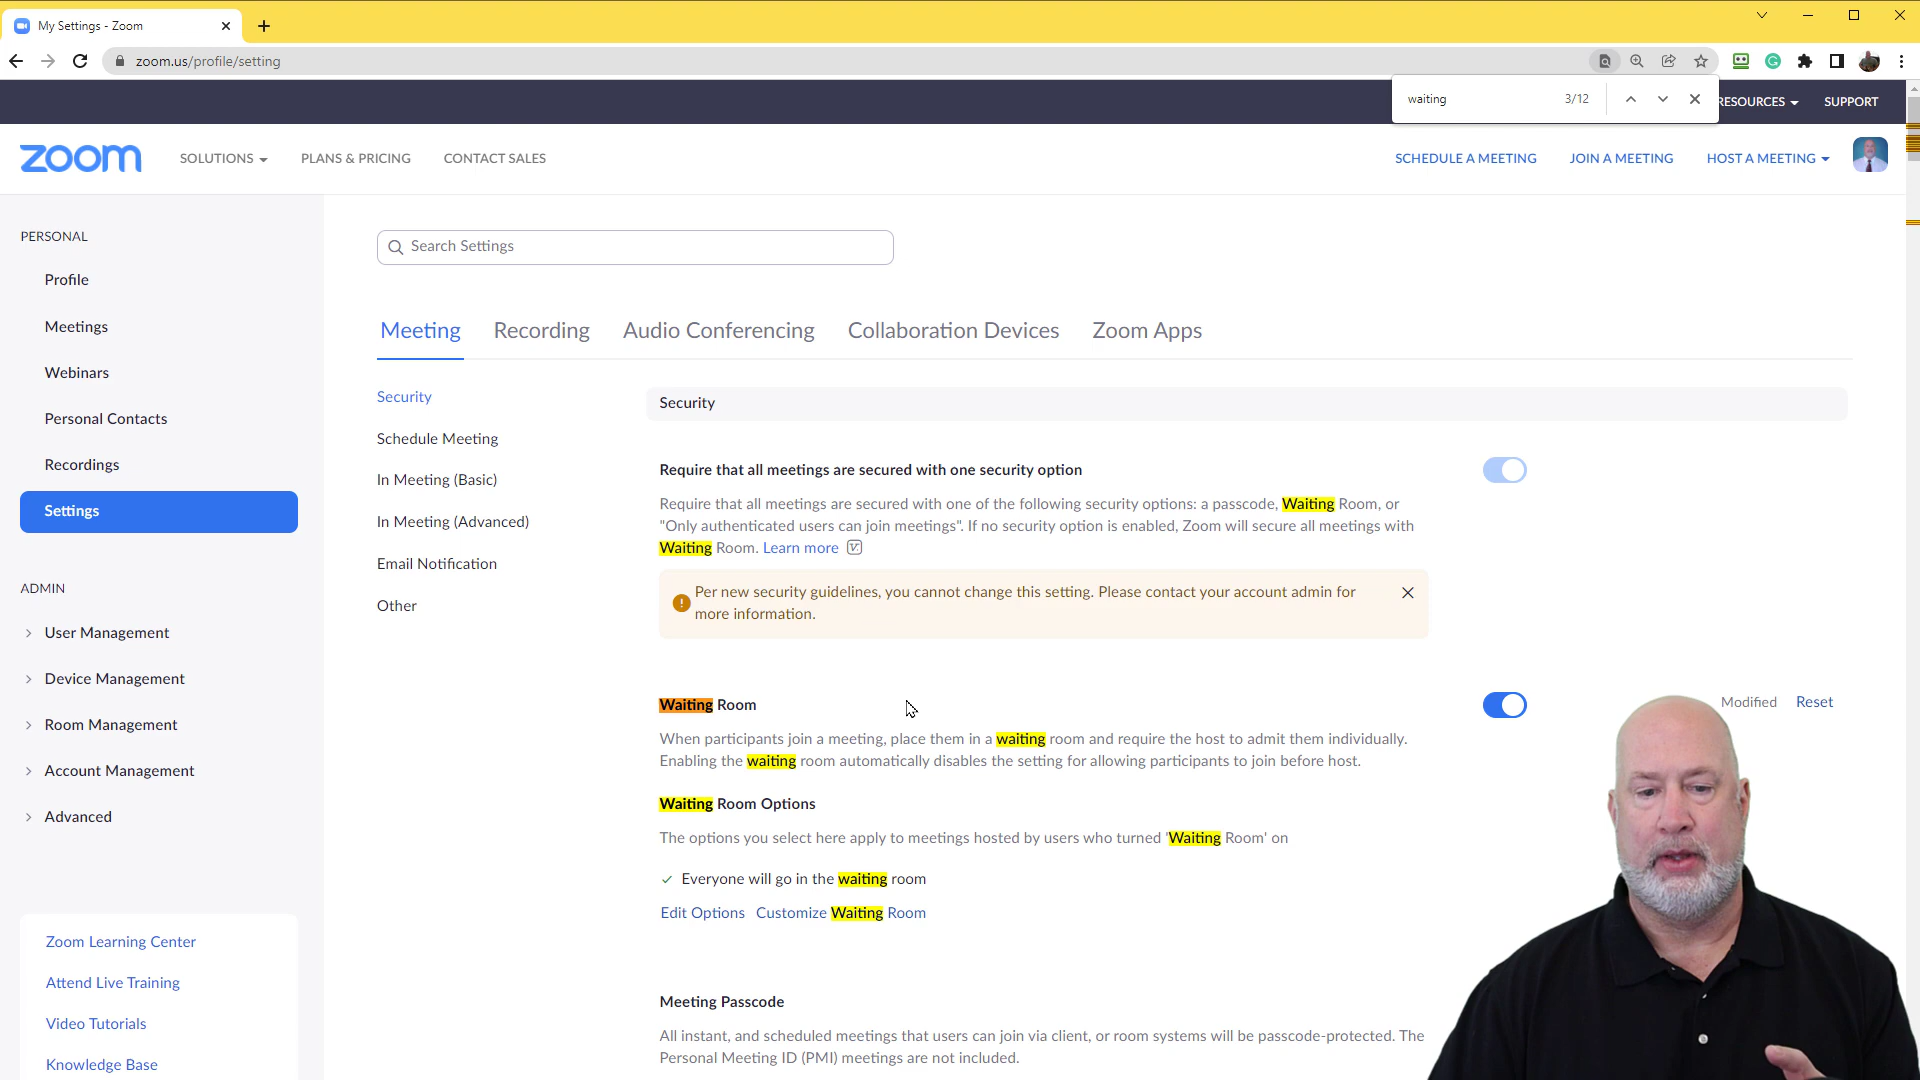 My Settings - Zoom
zoom.us/profile/setting
waiting 3/12
RESOURCES SUPPORT
zoom SOLUTIONS PLANS & PRICING CONTACT SALES SCHEDULE A MEETING JOIN A MEETING HOST A MEETING
PERSONAL
Profile
Meetings
Webinars
Personal Contacts
Recordings
Settings
ADMIN
User Management
Device Management
Room Management
Account Management
Advanced
Zoom Learning Center
Attend Live Training
Video Tutorials
Knowledge Base
Search Settings
Meeting Recording Audio Conferencing Collaboration Devices Zoom Apps
Security
Schedule Meeting
In Meeting (Basic)
In Meeting (Advanced)
Email Notification
Other
Security
Require that all meetings are secured with one security option
Require that all meetings are secured with one of the following security options: a passcode, Waiting Room, or
"Only authenticated users can join meetings". If no security option is enabled, Zoom will secure all meetings with
Waiting Room. Learn more
Per new security guidelines, you cannot change this setting. Please contact your account admin for
more information.
Waiting Room
Modified Reset
When participants join a meeting, place them in a waiting room and require the host to admit them individually.
Enabling the waiting room automatically disables the setting for allowing participants to join before host.
Waiting Room Options
The options you select here apply to meetings hosted by users who turned 'Waiting Room' on
Everyone will go in the waiting room
Edit Options Customize Waiting Room
Meeting Passcode
All instant, and scheduled meetings that users can join via client, or room systems will be passcode-protected. The
Personal Meeting ID (PMI) meetings are not included.